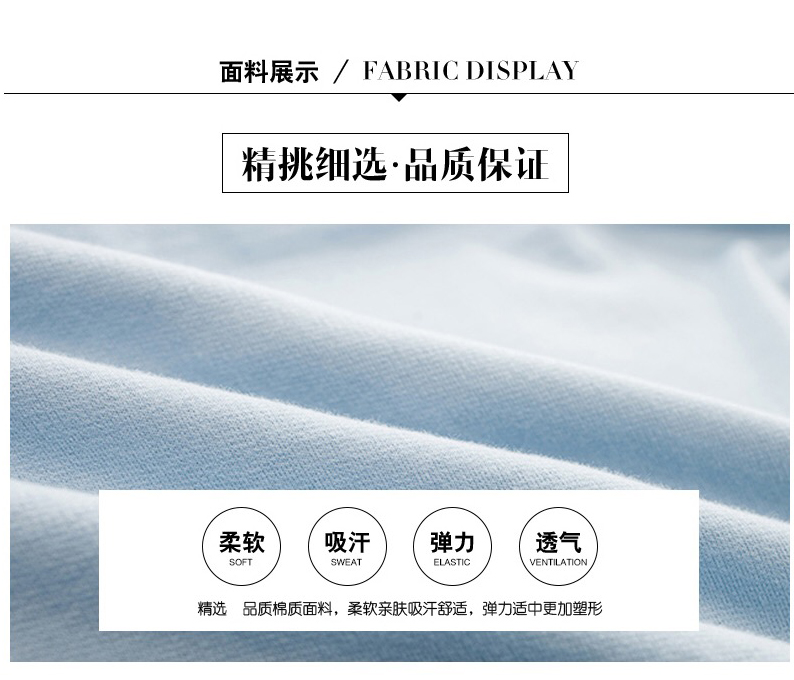 面料展示 / FABRIC DISPLAY
精挑细选·品质保证
柔软 吸汗 弹力 透气
SOFT SWEAT ELASTIC VENTILATION
精选 品质棉质面料，柔软亲肤吸汗舒适，弹力适中更加塑形